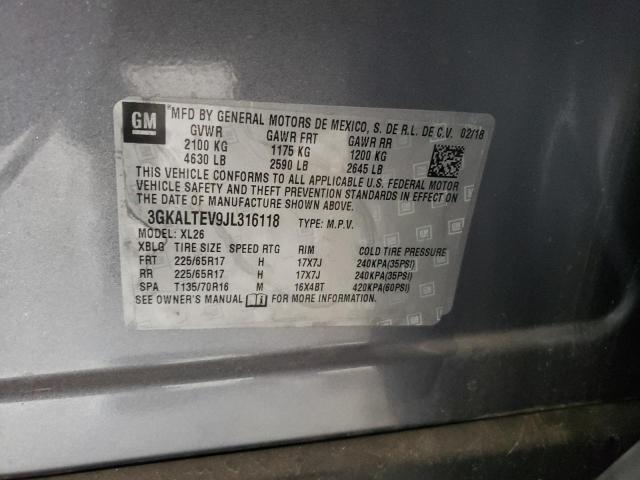 GM
*MFD BY GENERAL MOTORS DE MEXICO, S. DE R.L. DE C.V. 02/18
GVWR GAWR FRT GAWR RR
2100 KG 1175 KG 1200 KG
4630 LB 2590 LB 2645 LB
THIS VEHICLE CONFORMS TO ALL APPLICABLE U.S. FEDERAL MOTOR
VEHICLE SAFETY AND THEFT PREVENTION STANDARDS IN EFFECT ON
THE DATE OF MANUFACTURE SHOWN ABOVE.
3GKALTEV9JL316118 TYPE: M.P.V.
MODEL: XL26
XBLG TIRE SIZE SPEED RTG RIM COLD TIRE PRESSURE
FRT 225/65R17 H 17X7J 240KPA(35PSI)
RR 225/65R17 H 17X7J 240KPA(35PSI)
SPA T135/70R16 M 16X4BT 420KPA(60PSI)
SEE OWNER'S MANUAL FOR MORE INFORMATION.